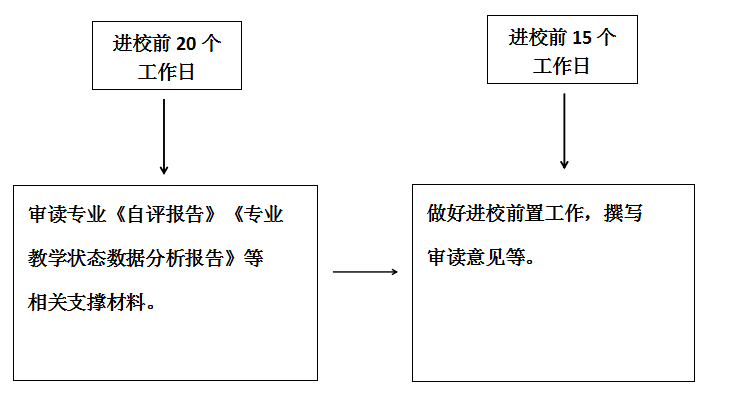 进校前 20 个
工作日
进校前 15 个
工作日
审读专业《自评报告》《专业
教学状态数据分析报告》等
相关支撑材料。
做好进校前置工作，撰写
审读意见等。